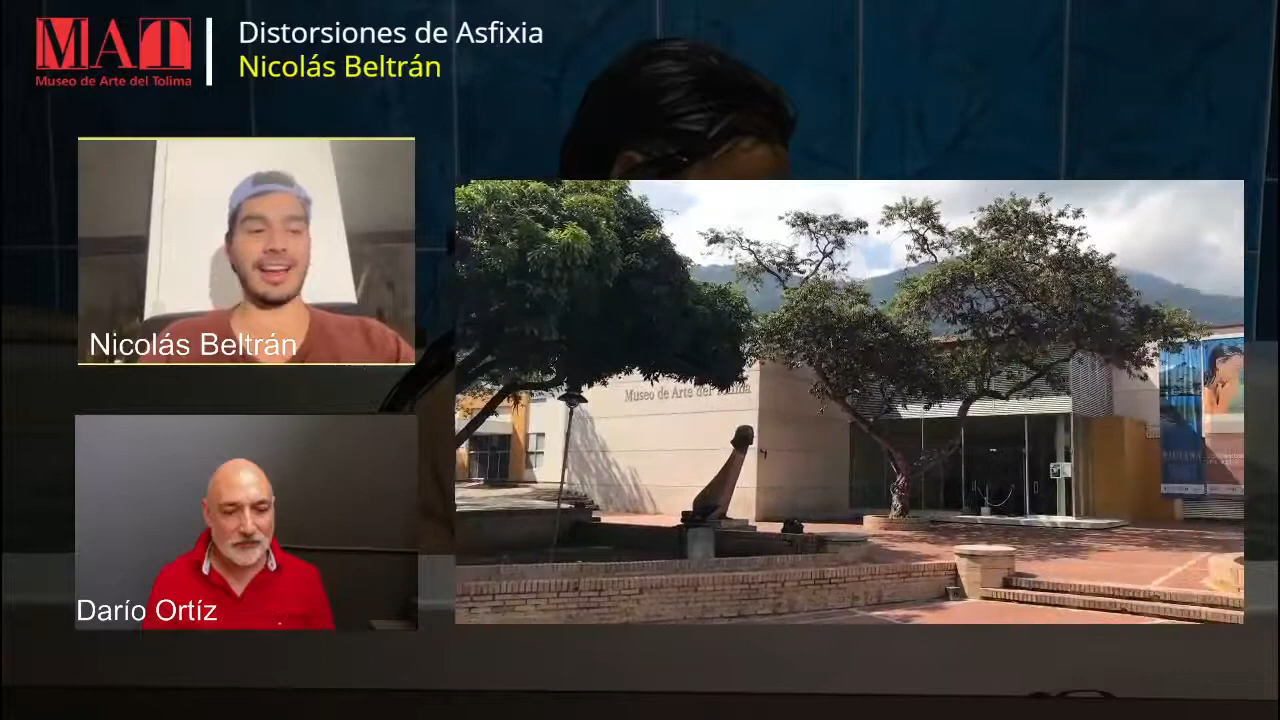 MAT
Museo de Arte del Tolima
Distorsiones de Asfixia
Nicolás Beltrán
Nicolás Beltrán
Museo de Arte del Tolima
Darío Ortíz